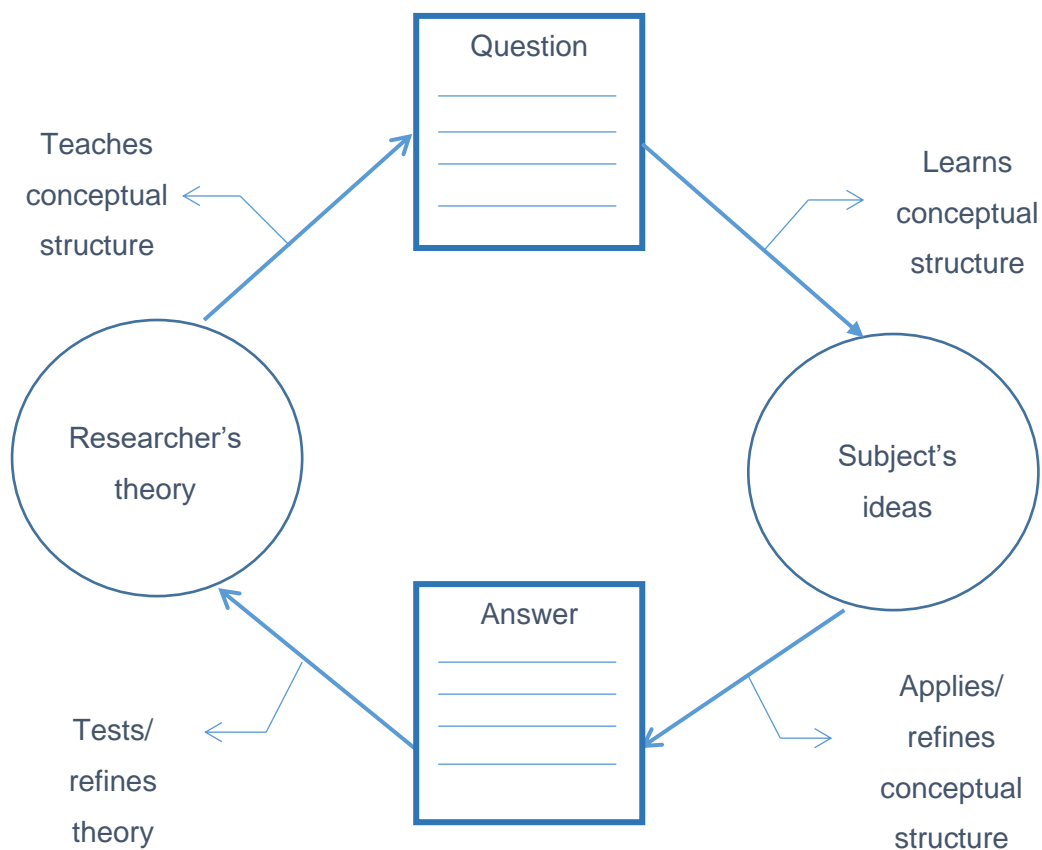 Question
Teaches
conceptual
structure
Learns
conceptual
structure
Researcher’s
theory
Subject’s
ideas
Answer
Tests/
refines
theory
Applies/
refines
conceptual
structure